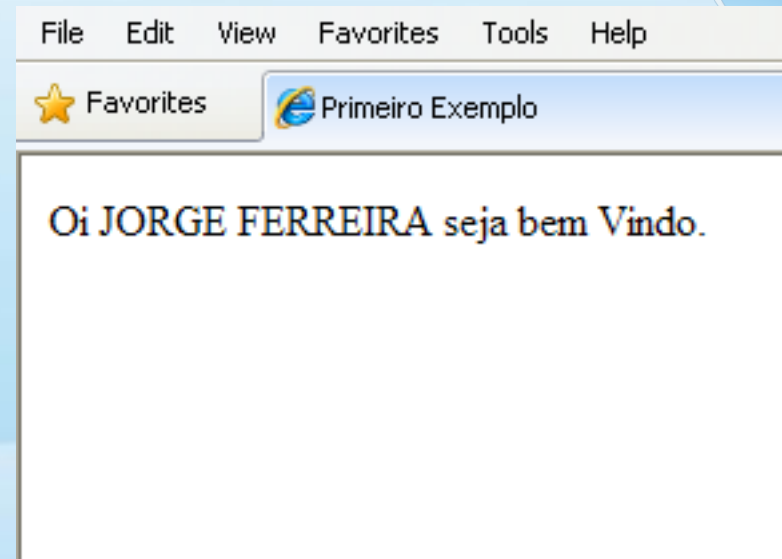 File Edit View Favorites Tools Help
Favorites Primeiro Exemplo
Oi JORGE FERREIRA seja bem Vindo.